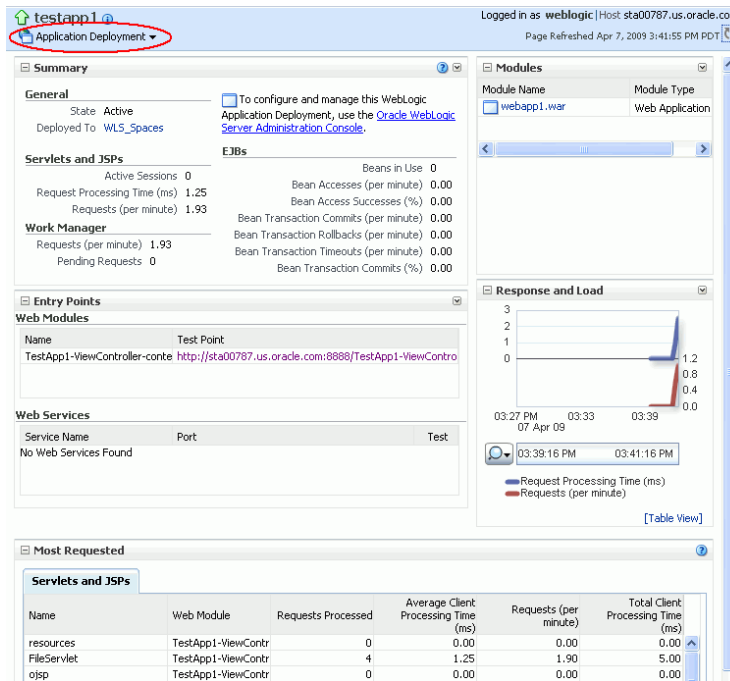 testapp1
Logged in as weblogic|Host sta00787.us.oracle.co
Application Deployment
Page Refreshed Apr 7, 2009 3:41:55 PM PDT
Summary
General
State Active
Deployed To WLS_Spaces
Servlets and JSPs
Active Sessions 0
Request Processing Time (ms) 1.25
Requests (per minute) 1.93
Work Manager
Requests (per minute) 1.93
Pending Requests 0
To configure and manage this WebLogic
Application Deployment, use the Oracle WebLogic
Server Administration Console.
EJBs
Beans in Use 0
Bean Accesses (per minute) 0.00
Bean Access Successes (%) 0.00
Bean Transaction Commits (per minute) 0.00
Bean Transaction Rollbacks (per minute) 0.00
Bean Transaction Timeouts (per minute) 0.00
Bean Transaction Commits (%) 0.00
Modules
Module Name Module Type
webapp1.war Web Application
Entry Points
Web Modules
Name Test Point
TestApp1-ViewController-conte http://sta00787.us.oracle.com:8888/TestApp1-ViewContro
Web Services
Service Name Port Test
No Web Services Found
Response and Load
3
2
1
0
1.2
0.8
0.4
0.0
03:27 PM 03:33 03:39
07 Apr 09
03:39:16 PM 03:41:16 PM
Request Processing Time (ms)
Requests (per minute)
[Table View]
Most Requested
Servlets and JSPs
Name Web Module Requests Processed Average Client Processing Time (ms) Requests (per minute) Total Client Processing Time (ms)
resources TestApp1-ViewContr 0 0.00 0.00 0.00
FileServlet TestApp1-ViewContr 4 1.25 1.90 5.00
ojsp TestApp1-ViewContr 0 0.00 0.00 0.00